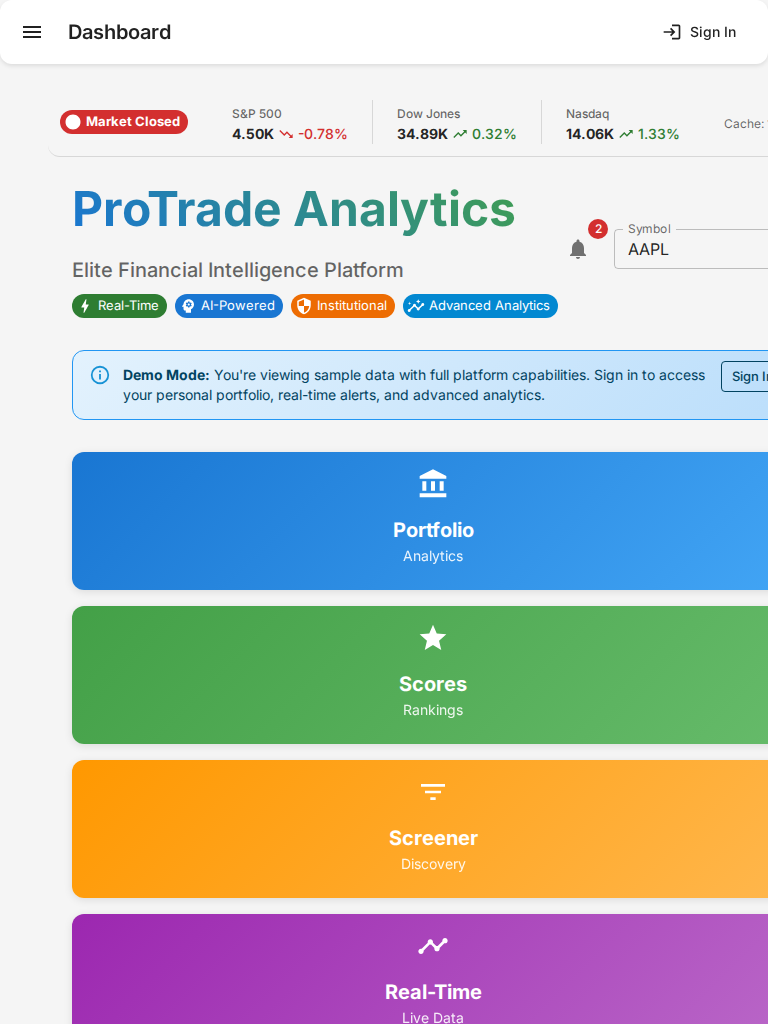 Dashboard
Sign In
Market Closed
S&P 500
4.50K -0.78%
Dow Jones
34.89K 0.32%
Nasdaq
14.06K 1.33%
Cache:
ProTrade Analytics
Elite Financial Intelligence Platform
Real-Time
AI-Powered
Institutional
Advanced Analytics
2
Symbol
AAPL
Demo Mode: You're viewing sample data with full platform capabilities. Sign in to access
your personal portfolio, real-time alerts, and advanced analytics.
Sign In
Portfolio
Analytics
Scores
Rankings
Screener
Discovery
Real-Time
Live Data